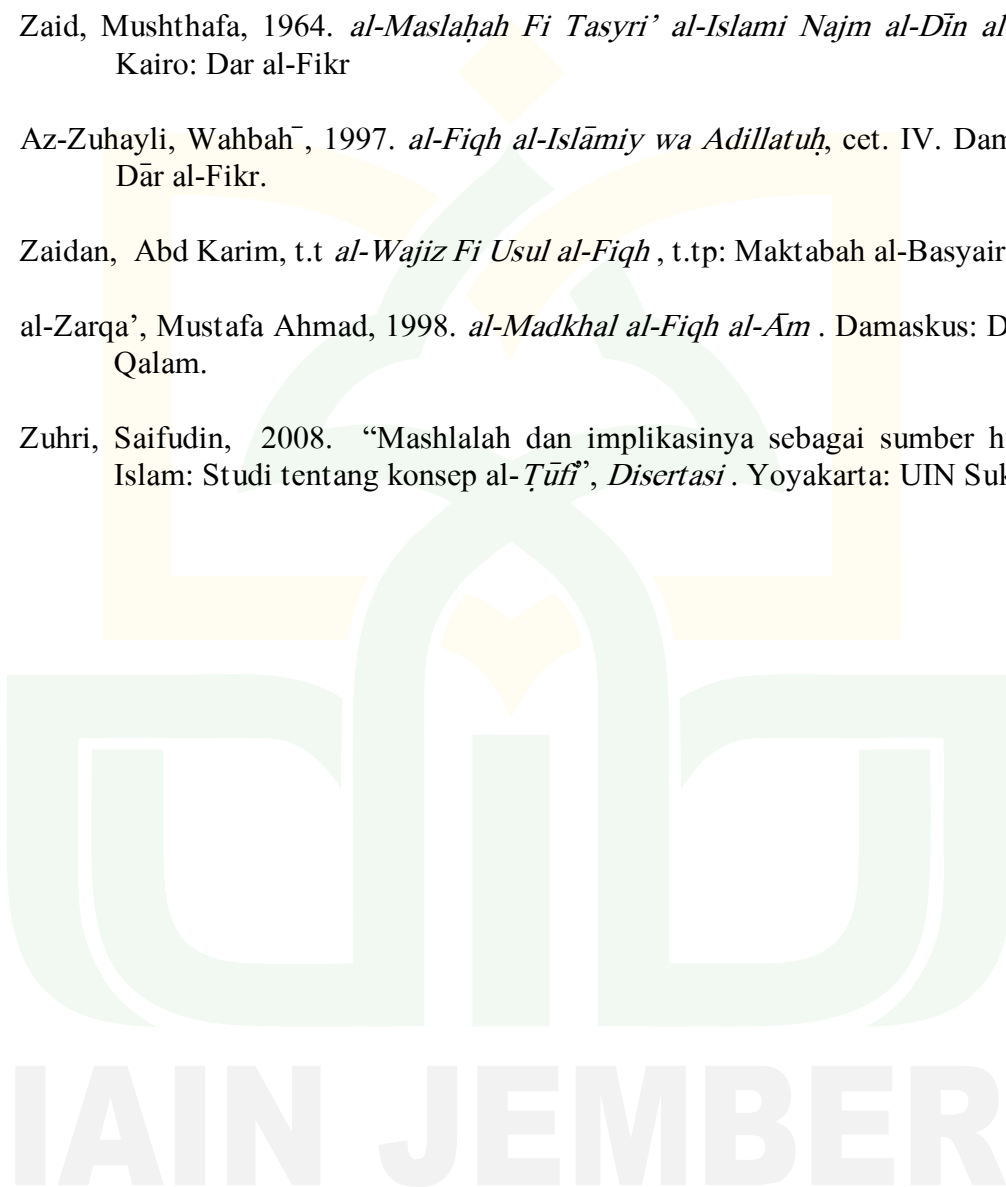 Zaid, Mushthafa, 1964. al-Maslaḥah Fi Tasyri’ al-Islami Najm al-Dīn al
Kairo: Dar al-Fikr
Az-Zuhayli, Wahbah ̄, 1997. al-Fiqh al-Islāmiy wa Adillatuḥ, cet. IV. Dam
Dār al-Fikr.
Zaidan, Abd Karim, t.t al-Wajiz Fi Usul al-Fiqh , t.tp: Maktabah al-Basyair
al-Zarqa’, Mustafa Ahmad, 1998. al-Madkhal al-Fiqh al-Ām . Damaskus: D
Qalam.
Zuhri, Saifudin, 2008. “Mashlalah dan implikasinya sebagai sumber h
Islam: Studi tentang konsep al-Ṭūfi”, Disertasi . Yoyakarta: UIN Suk
IAIN JEMBER